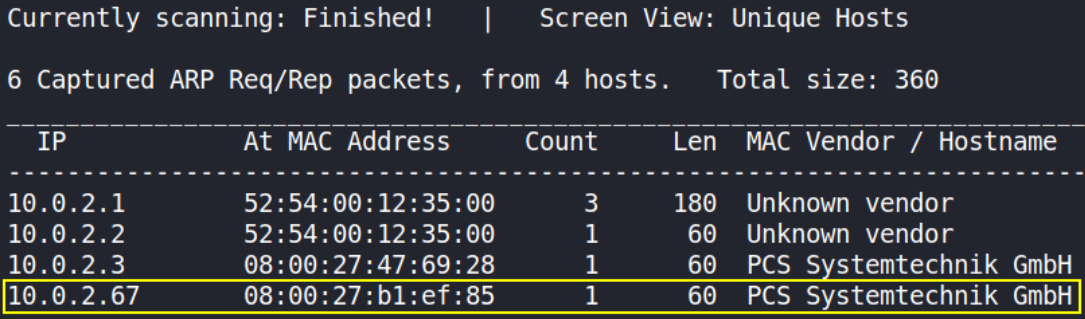 Currently scanning: Finished!   |   Screen View: Unique Hosts
6 Captured ARP Req/Rep packets, from 4 hosts.   Total size: 360
_____________________________________________________________________________
  IP            At MAC Address     Count     Len  MAC Vendor / Hostname
-----------------------------------------------------------------------------
10.0.2.1        52:54:00:12:35:00      3     180  Unknown vendor
10.0.2.2        52:54:00:12:35:00      1      60  Unknown vendor
10.0.2.3        08:00:27:47:69:28      1      60  PCS Systemtechnik GmbH
10.0.2.67       08:00:27:b1:ef:85      1      60  PCS Systemtechnik GmbH